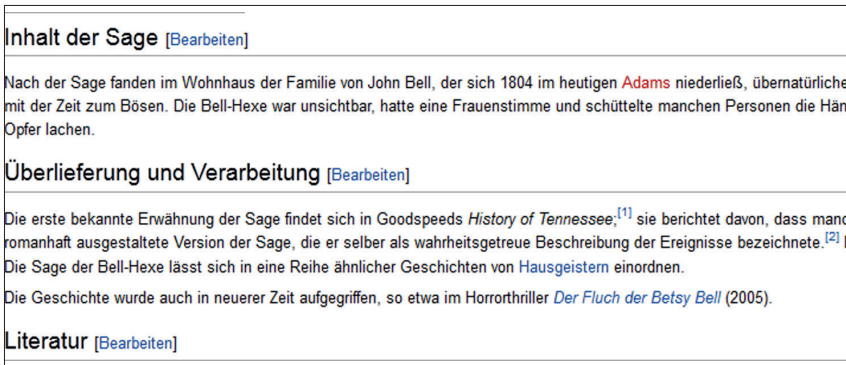 Inhalt der Sage [Bearbeiten]
Nach der Sage fanden im Wohnhaus der Familie von John Bell, der sich 1804 im heutigen Adams niederließ, übernatürliche
mit der Zeit zum Bösen. Die Bell-Hexe war unsichtbar, hatte eine Frauenstimme und schüttelte manchen Personen die Hän
Opfer lachen.
Überlieferung und Verarbeitung [Bearbeiten]
Die erste bekannte Erwähnung der Sage findet sich in Goodspeeds History of Tennessee;[1] sie berichtet davon, dass manc
romanhaft ausgestaltete Version der Sage, die er selber als wahrheitsgetreue Beschreibung der Ereignisse bezeichnete.[2]
Die Sage der Bell-Hexe lässt sich in eine Reihe ähnlicher Geschichten von Hausgeistern einordnen.
Die Geschichte wurde auch in neuerer Zeit aufgegriffen, so etwa im Horrorthriller Der Fluch der Betsy Bell (2005).
Literatur [Bearbeiten]